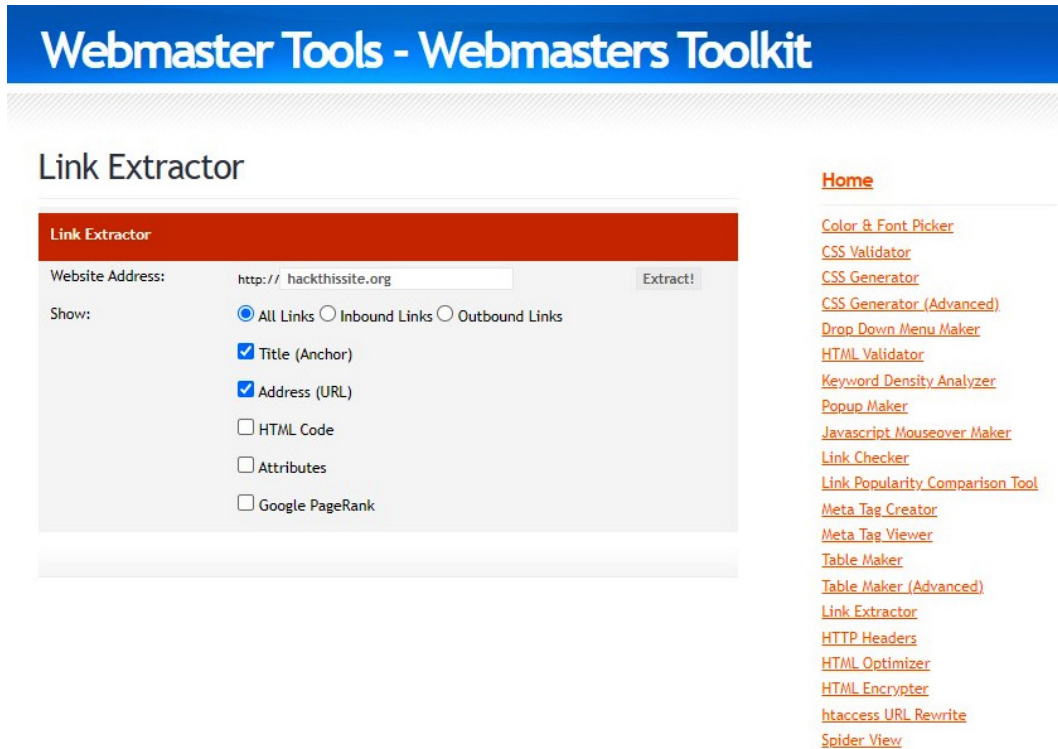 Webmaster Tools - Webmasters Toolkit
Link Extractor
Link Extractor
Website Address:
http:// hackthissite.org
Extract!
Show:
All Links Inbound Links Outbound Links
Title (Anchor)
Address (URL)
HTML Code
Attributes
Google PageRank
Home
Color & Font Picker
CSS Validator
CSS Generator
CSS Generator (Advanced)
Drop Down Menu Maker
HTML Validator
Keyword Density Analyzer
Popup Maker
Javascript Mouseover Maker
Link Checker
Link Popularity Comparison Tool
Meta Tag Creator
Meta Tag Viewer
Table Maker
Table Maker (Advanced)
Link Extractor
HTTP Headers
HTML Optimizer
HTML Encrypter
htaccess URL Rewrite
Spider View